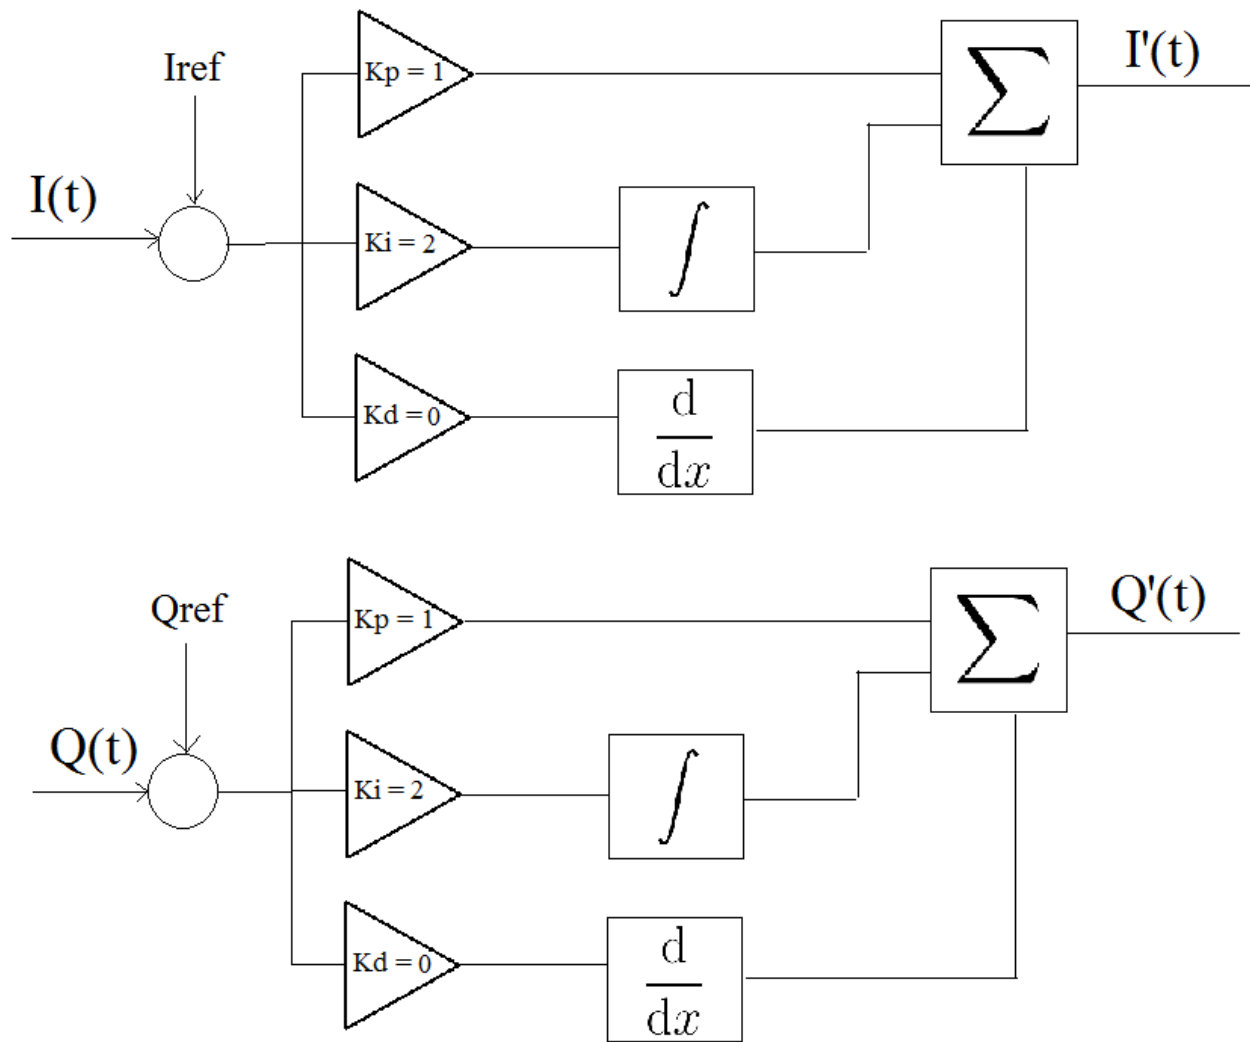 Iref
I(t)
Kp = 1
Ki = 2
∫
Kd = 0
d
dx
∑
I'(t)
Qref
Q(t)
Kp = 1
Ki = 2
∫
Kd = 0
d
dx
∑
Q'(t)